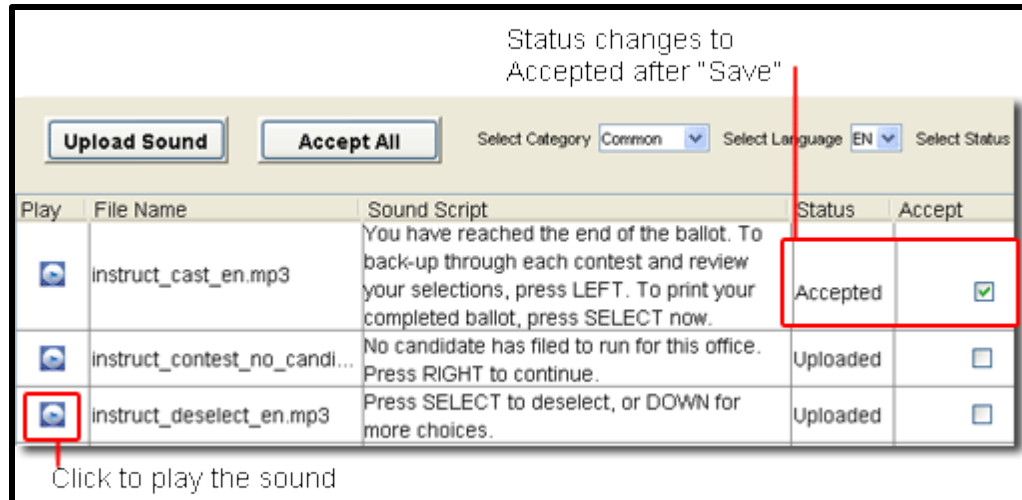 Status changes to
Accepted after "Save"
Upload Sound Accept All Select Category Common Select Language EN Select Status
Play File Name Sound Script Status Accept
You have reached the end of the ballot. To
back-up through each contest and review
instruct_cast_en.mp3
your selections, press LEFT. To print your
Accepted
completed ballot, press SELECT now.
instruct_contest_no_candi...
No candidate has filed to run for this office.
Press RIGHT to continue.
Uploaded
instruct_deselect_en.mp3
Press SELECT to deselect, or DOWN for
more choices.
Uploaded
Click to play the sound